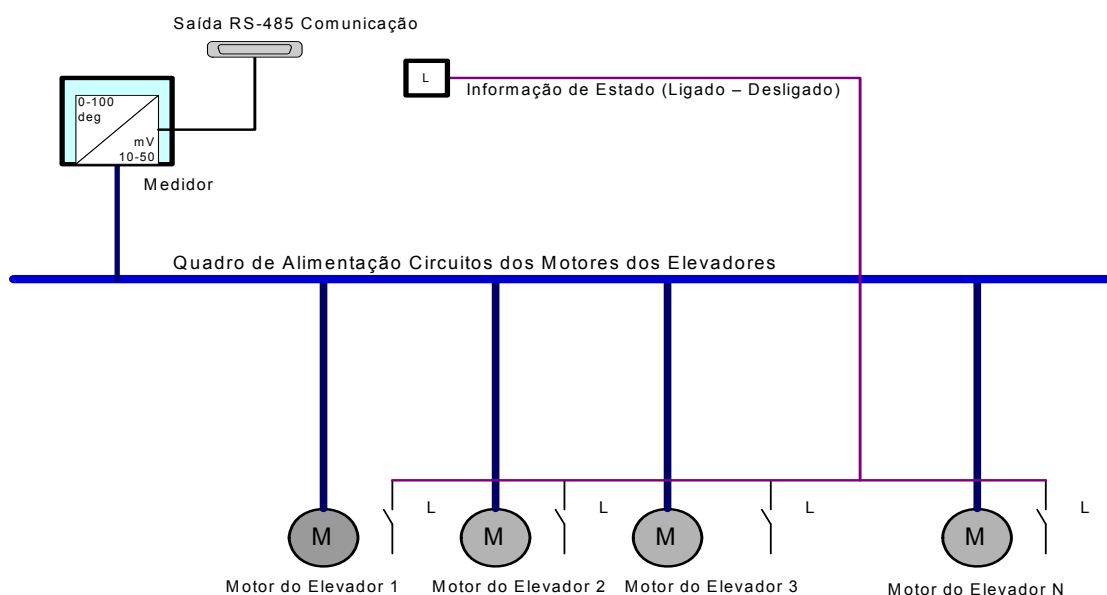 Saída RS-485 Comunicação
L
Informação de Estado (Ligado – Desligado)
0-100
deg
mV
10-50
Medidor
Quadro de Alimentação Circuitos dos Motores dos Elevadores
L
L
L
L
M
M
M
M
Motor do Elevador 1
Motor do Elevador 2
Motor do Elevador 3
Motor do Elevador N